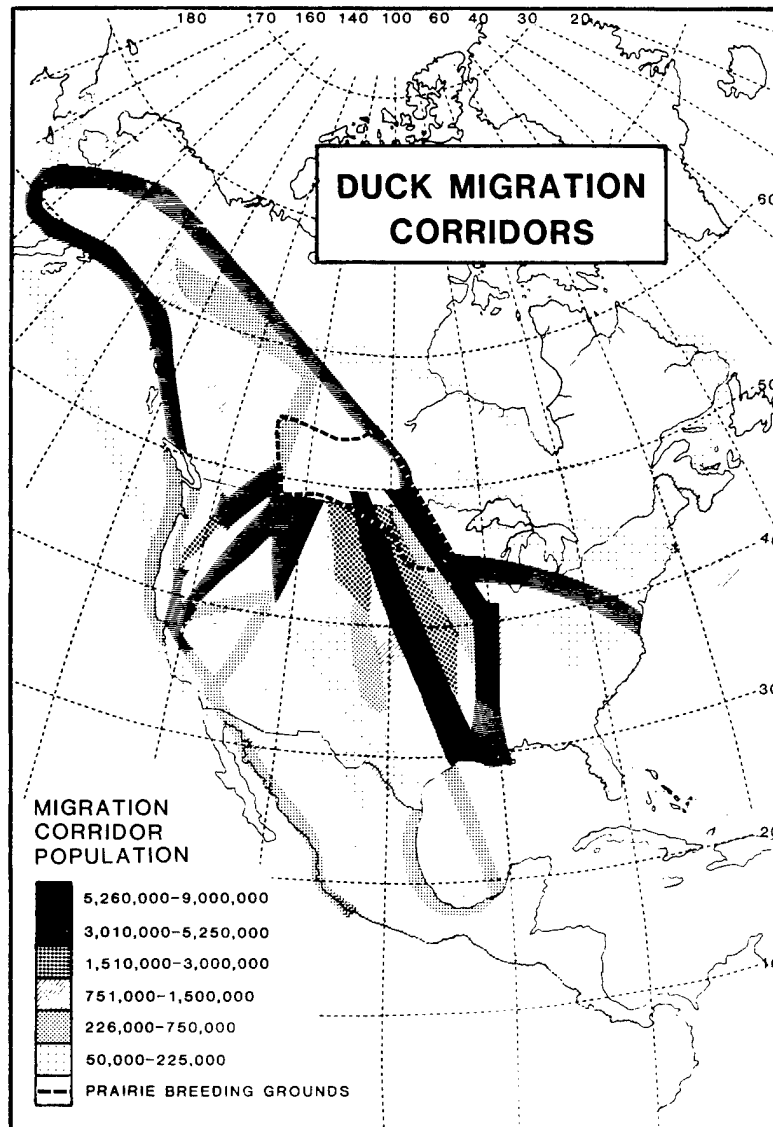 180 170 160 140 100 60 40 30 20
DUCK MIGRATION
CORRIDORS
60
50
40
30
20
10
MIGRATION
CORRIDOR
POPULATION
5,260,000–9,000,000
3,010,000–5,250,000
1,510,000–3,000,000
751,000–1,500,000
226,000–750,000
50,000–225,000
PRAIRIE BREEDING GROUNDS